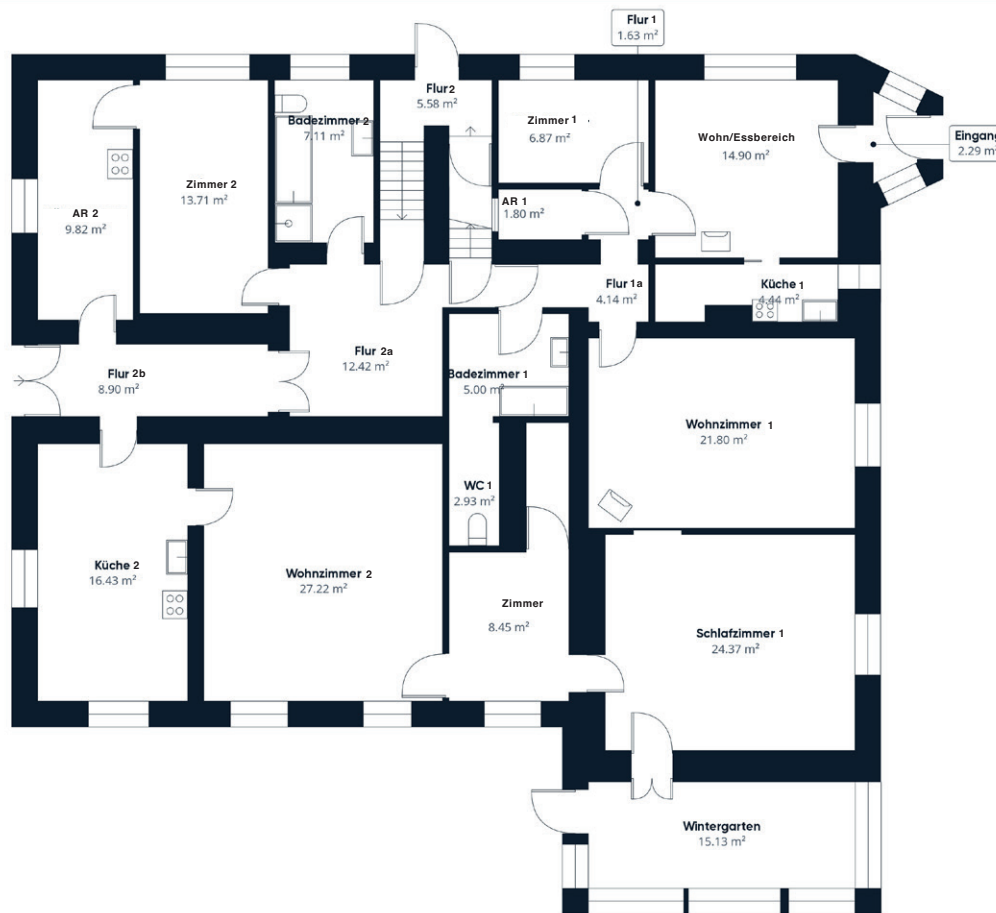 Flur 1
1.63 m²
Flur2
5.58 m²
Badezimmer 2
7.11 m²
Zimmer 1
6.87 m²
Wohn/Essbereich
14.90 m²
Eingang
2.29 m²
Zimmer 2
13.71 m²
AR 2
9.82 m²
AR 1
1.80 m²
Flur 1a
4.14 m²
Küche 1
4.44 m²
Flur 2b
8.90 m²
Flur 2a
12.42 m²
Badezimmer 1
5.00 m²
Wohnzimmer 1
21.80 m²
WC 1
2.93 m²
Küche 2
16.43 m²
Wohnzimmer 2
27.22 m²
Zimmer
8.45 m²
Schlafzimmer 1
24.37 m²
Wintergarten
15.13 m²